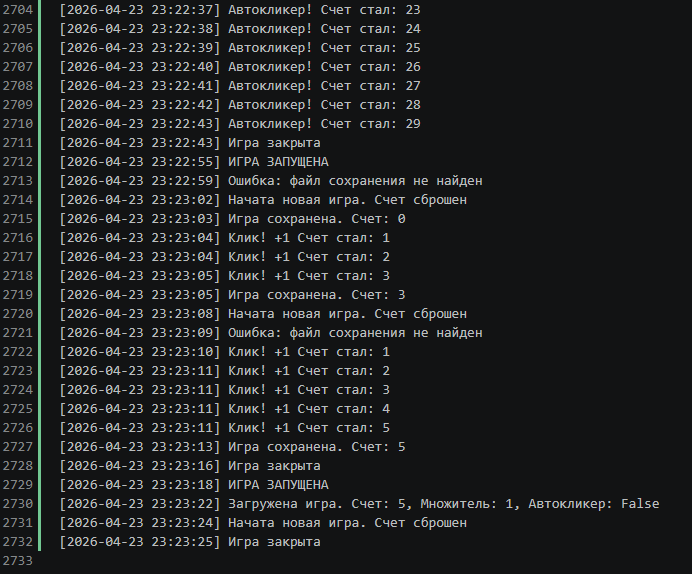 2704 [2026-04-23 23:22:37] Автокликер! Счет стал: 23
2705 [2026-04-23 23:22:38] Автокликер! Счет стал: 24
2706 [2026-04-23 23:22:39] Автокликер! Счет стал: 25
2707 [2026-04-23 23:22:40] Автокликер! Счет стал: 26
2708 [2026-04-23 23:22:41] Автокликер! Счет стал: 27
2709 [2026-04-23 23:22:42] Автокликер! Счет стал: 28
2710 [2026-04-23 23:22:43] Автокликер! Счет стал: 29
2711 [2026-04-23 23:22:43] Игра закрыта
2712 [2026-04-23 23:22:55] ИГРА ЗАПУЩЕНА
2713 [2026-04-23 23:22:59] Ошибка: файл сохранения не найден
2714 [2026-04-23 23:23:02] Начата новая игра. Счет сброшен
2715 [2026-04-23 23:23:03] Игра сохранена. Счет: 0
2716 [2026-04-23 23:23:04] Клик! +1 Счет стал: 1
2717 [2026-04-23 23:23:04] Клик! +1 Счет стал: 2
2718 [2026-04-23 23:23:05] Клик! +1 Счет стал: 3
2719 [2026-04-23 23:23:05] Игра сохранена. Счет: 3
2720 [2026-04-23 23:23:08] Начата новая игра. Счет сброшен
2721 [2026-04-23 23:23:09] Ошибка: файл сохранения не найден
2722 [2026-04-23 23:23:10] Клик! +1 Счет стал: 1
2723 [2026-04-23 23:23:11] Клик! +1 Счет стал: 2
2724 [2026-04-23 23:23:11] Клик! +1 Счет стал: 3
2725 [2026-04-23 23:23:11] Клик! +1 Счет стал: 4
2726 [2026-04-23 23:23:11] Клик! +1 Счет стал: 5
2727 [2026-04-23 23:23:13] Игра сохранена. Счет: 5
2728 [2026-04-23 23:23:16] Игра закрыта
2729 [2026-04-23 23:23:18] ИГРА ЗАПУЩЕНА
2730 [2026-04-23 23:23:22] Загружена игра. Счет: 5, Множитель: 1, Автокликер: False
2731 [2026-04-23 23:23:24] Начата новая игра. Счет сброшен
2732 [2026-04-23 23:23:25] Игра закрыта
2733